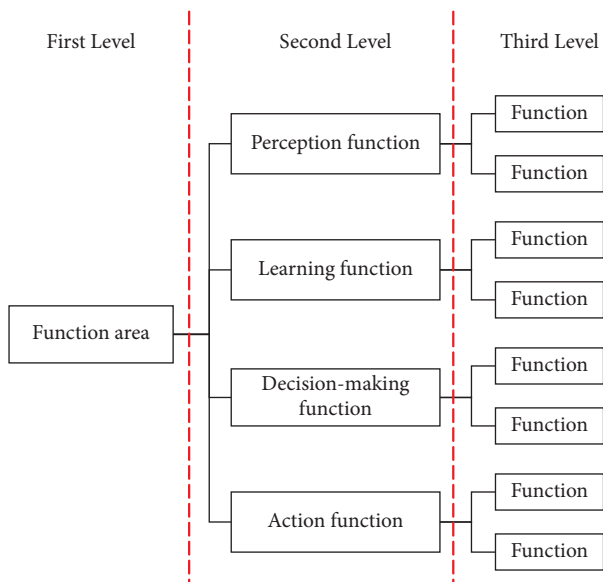 First Level
Second Level
Third Level
Function area
Perception function
Learning function
Decision-making
function
Action function
Function
Function
Function
Function
Function
Function
Function
Function